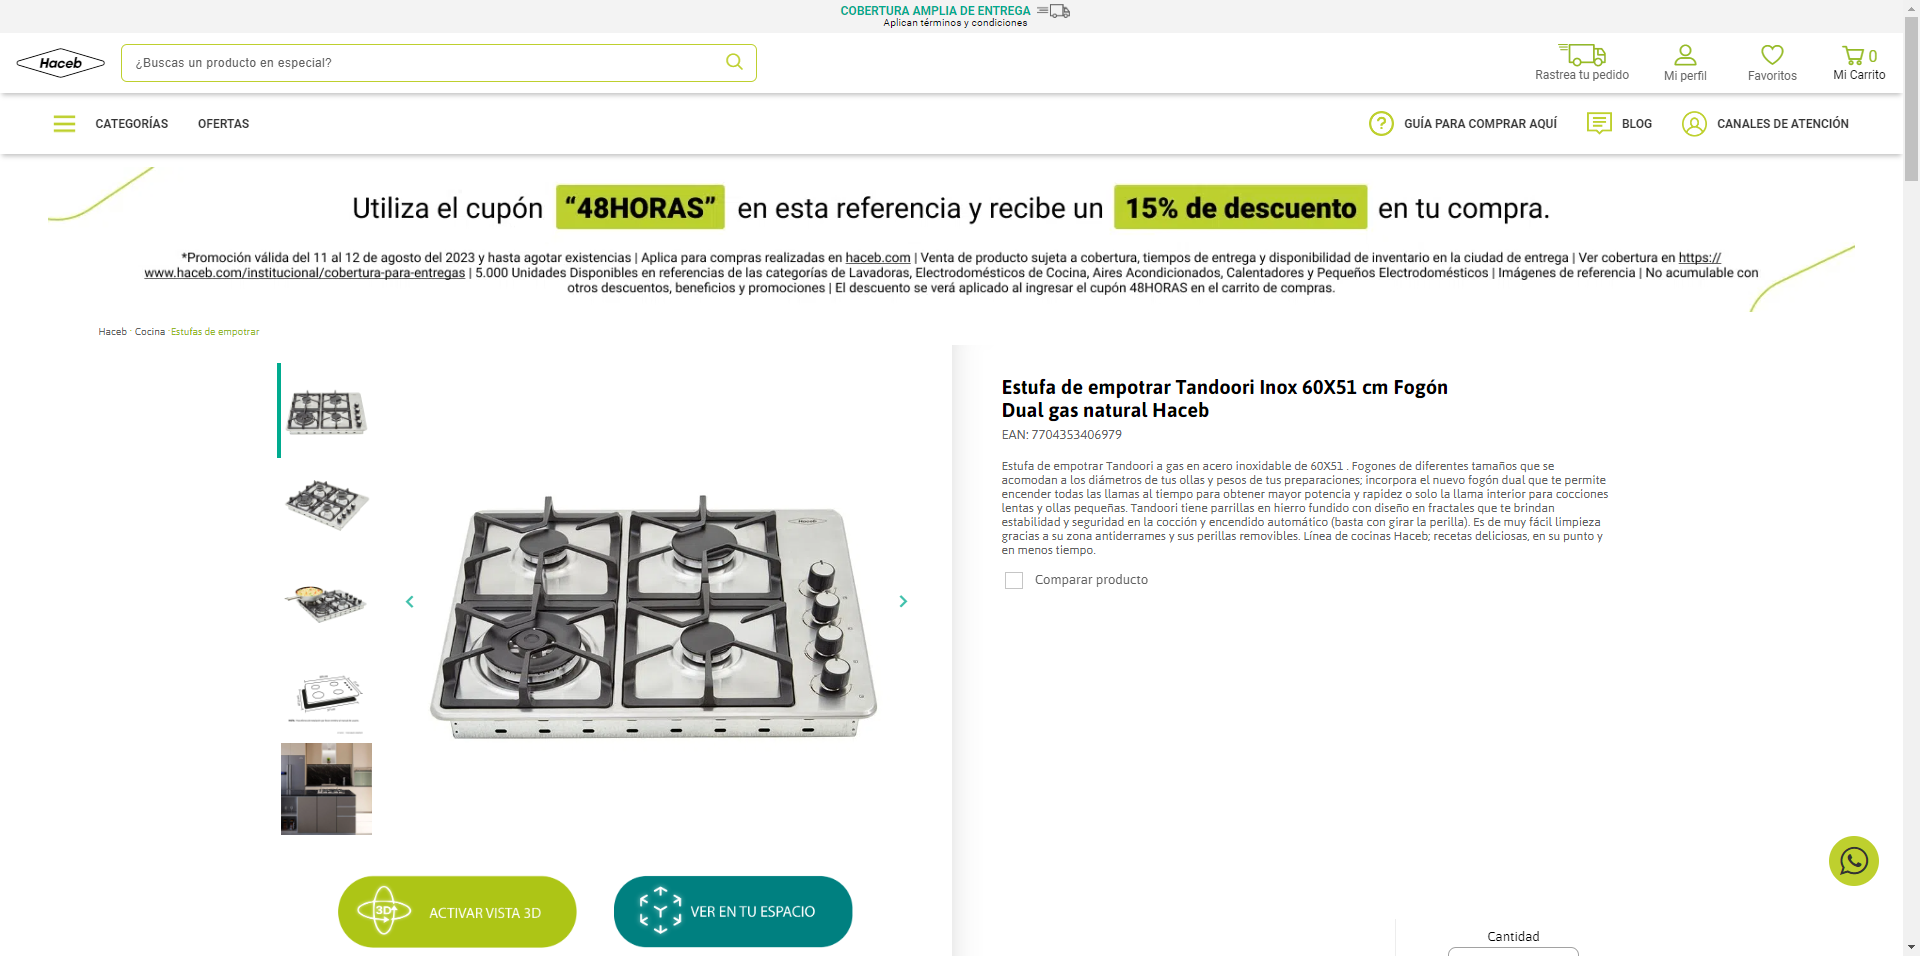 COBERTURA AMPLIA DE ENTREGA
Aplican términos y condiciones
Haceb
¿Buscas un producto en especial?
Rastrea tu pedido
Mi perfil
Favoritos
0
Mi Carrito
CATEGORÍAS
OFERTAS
GUÍA PARA COMPRAR AQUÍ
BLOG
CANALES DE ATENCIÓN
Utiliza el cupón “48HORAS” en esta referencia y recibe un 15% de descuento en tu compra.
*Promoción válida del 11 al 12 de agosto del 2023 y hasta agotar existencias | Aplica para compras realizadas en haceb.com | Venta de producto sujeta a cobertura, tiempos de entrega y disponibilidad de inventario en la ciudad de entrega | Ver cobertura en https://
www.haceb.com/institucional/cobertura-para-entregas | 5.000 Unidades Disponibles en referencias de las categorías de Lavadoras, Electrodomésticos de Cocina, Aires Acondicionados, Calentadores y Pequeños Electrodomésticos | Imágenes de referencia | No acumulable con
otros descuentos, beneficios y promociones | El descuento se verá aplicado al ingresar el cupón 48HORAS en el carrito de compras.
Haceb · Cocina · Estufas de empotrar
Estufa de empotrar Tandoori Inox 60X51 cm Fogón
Dual gas natural Haceb
EAN: 7704353406979
Estufa de empotrar Tandoori a gas en acero inoxidable de 60X51 . Fogones de diferentes tamaños que se
acomodan a los diámetros de tus ollas y pesos de tus preparaciones; incorpora el nuevo fogón dual que te permite
encender todas las llamas al tiempo para obtener mayor potencia y rapidez o solo la llama interior para cocciones
lentas y ollas pequeñas. Tandoori tiene parrillas en hierro fundido con diseño en fractales que te brindan
estabilidad y seguridad en la cocción y encendido automático (basta con girar la perilla). Es de muy fácil limpieza
gracias a su zona antiderrames y sus perillas removibles. Línea de cocinas Haceb; recetas deliciosas, en su punto y
en menos tiempo.
Comparar producto
Haceb
3D
ACTIVAR VISTA 3D
VER EN TU ESPACIO
Cantidad